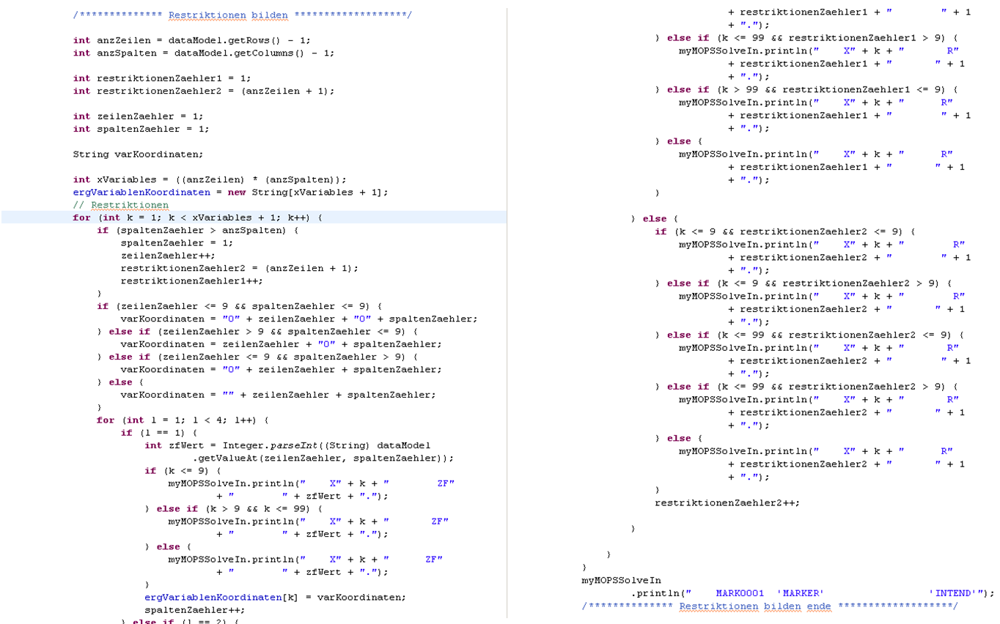 /************** Restriktionen bilden *******************/
int anzZeilen = dataModel.getRows() - 1;
int anzSpalten = dataModel.getColumns() - 1;
int restriktionenZaehler1 = 1;
int restriktionenZaehler2 = (anzZeilen + 1);
int zeilenZaehler = 1;
int spaltenZaehler = 1;
String varKoordinaten;
int xVariables = ((anzZeilen) * (anzSpalten));
ergVariablenKoordinaten = new String[xVariables + 1];
// Restriktionen
for (int k = 1; k < xVariables + 1; k++) {
    if (spaltenZaehler > anzSpalten) {
        spaltenZaehler = 1;
        zeilenZaehler++;
        restriktionenZaehler2 = (anzZeilen + 1);
        restriktionenZaehler1++;
    }
    if (zeilenZaehler <= 9 && spaltenZaehler <= 9) {
        varKoordinaten = "0" + zeilenZaehler + "0" + spaltenZaehler;
    } else if (zeilenZaehler > 9 && spaltenZaehler <= 9) {
        varKoordinaten = zeilenZaehler + "0" + spaltenZaehler;
    } else if (zeilenZaehler <= 9 && spaltenZaehler > 9) {
        varKoordinaten = "0" + zeilenZaehler + spaltenZaehler;
    } else {
        varKoordinaten = "" + zeilenZaehler + spaltenZaehler;
    }
    for (int l = 1; l < 4; l++) {
        if (l == 1) {
            int zfWert = Integer.parseInt((String) dataModel
                    .getValueAt(zeilenZaehler, spaltenZaehler));
            if (k <= 9) {
                myMOPSSolveIn.println("    X" + k + "        ZF"
                        + "        " + zfWert + ".");
            } else if (k > 9 && k <= 99) {
                myMOPSSolveIn.println("    X" + k + "       ZF"
                        + "        " + zfWert + ".");
            } else {
                myMOPSSolveIn.println("    X" + k + "      ZF"
                        + "        " + zfWert + ".");
            }
            ergVariablenKoordinaten[k] = varKoordinaten;
            spaltenZaehler++;
        } else if (l == 2) {
                        + restriktionenZaehler1 + "        " + 1
                        + ".");
            } else if (k <= 99 && restriktionenZaehler1 > 9) {
                myMOPSSolveIn.println("    X" + k + "       R"
                        + restriktionenZaehler1 + "       " + 1
                        + ".");
            } else if (k > 99 && restriktionenZaehler1 <= 9) {
                myMOPSSolveIn.println("    X" + k + "      R"
                        + restriktionenZaehler1 + "        " + 1
                        + ".");
            } else {
                myMOPSSolveIn.println("    X" + k + "      R"
                        + restriktionenZaehler1 + "       " + 1
                        + ".");
            }
        } else {
            if (k <= 9 && restriktionenZaehler2 <= 9) {
                myMOPSSolveIn.println("    X" + k + "        R"
                        + restriktionenZaehler2 + "        " + 1
                        + ".");
            } else if (k <= 9 && restriktionenZaehler2 > 9) {
                myMOPSSolveIn.println("    X" + k + "        R"
                        + restriktionenZaehler2 + "       " + 1
                        + ".");
            } else if (k <= 99 && restriktionenZaehler2 <= 9) {
                myMOPSSolveIn.println("    X" + k + "       R"
                        + restriktionenZaehler2 + "        " + 1
                        + ".");
            } else if (k <= 99 && restriktionenZaehler2 > 9) {
                myMOPSSolveIn.println("    X" + k + "       R"
                        + restriktionenZaehler2 + "       " + 1
                        + ".");
            } else {
                myMOPSSolveIn.println("    X" + k + "      R"
                        + restriktionenZaehler2 + "       " + 1
                        + ".");
            }
            restriktionenZaehler2++;
        }
    }
}
myMOPSSolveIn
        .println("    MARK0001  'MARKER'                 'INTEND'");
/************** Restriktionen bilden ende *******************/